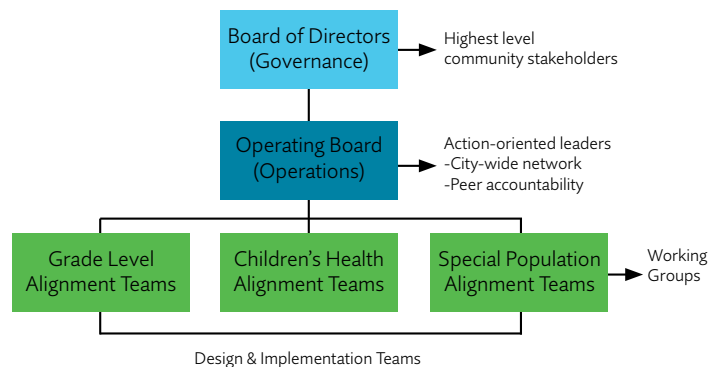 Board of Directors
(Governance)
Highest level
community stakeholders
Operating Board
(Operations)
Action-oriented leaders
-City-wide network
-Peer accountability
Grade Level
Alignment Teams
Children’s Health
Alignment Teams
Special Population
Alignment Teams
Working
Groups
Design & Implementation Teams